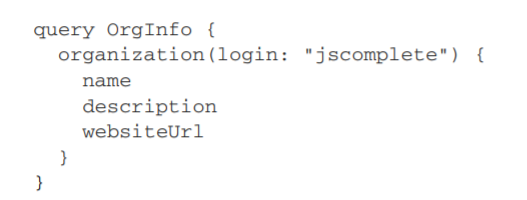 query OrgInfo {
  organization(login: "jscomplete") {
    name
    description
    websiteUrl
  }
}